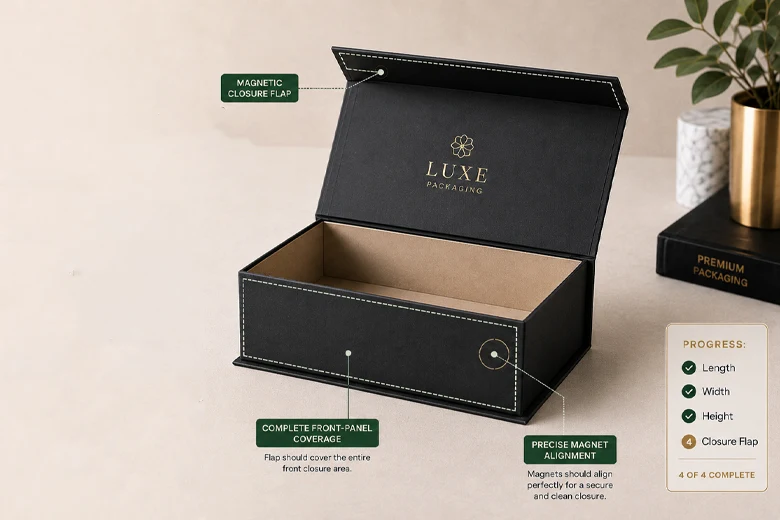 MAGNETIC
CLOSURE FLAP
LUXE
PACKAGING
PREMIUM
PACKAGING
PROGRESS:
Length
Width
Height
4 Closure Flap
4 OF 4 COMPLETE
COMPLETE FRONT-PANEL
COVERAGE
Flap should cover the entire
front closure area.
PRECISE MAGNET
ALIGNMENT
Magnets should align
perfectly for a secure
and clean closure.